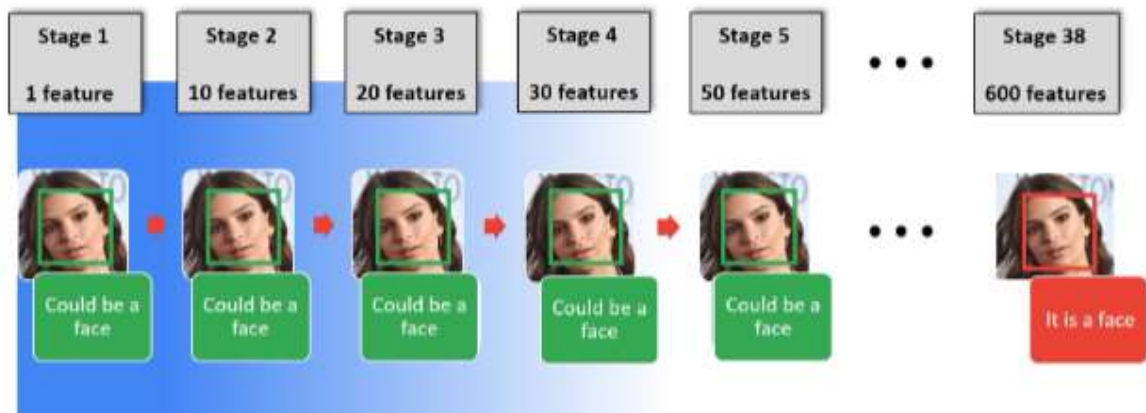 Stage 1
1 feature
Stage 2
10 features
Stage 3
20 features
Stage 4
30 features
Stage 5
50 features
Stage 38
600 features
Could be a
face
Could be a
face
Could be a
face
Could be a
face
Could be a
face
It is a face